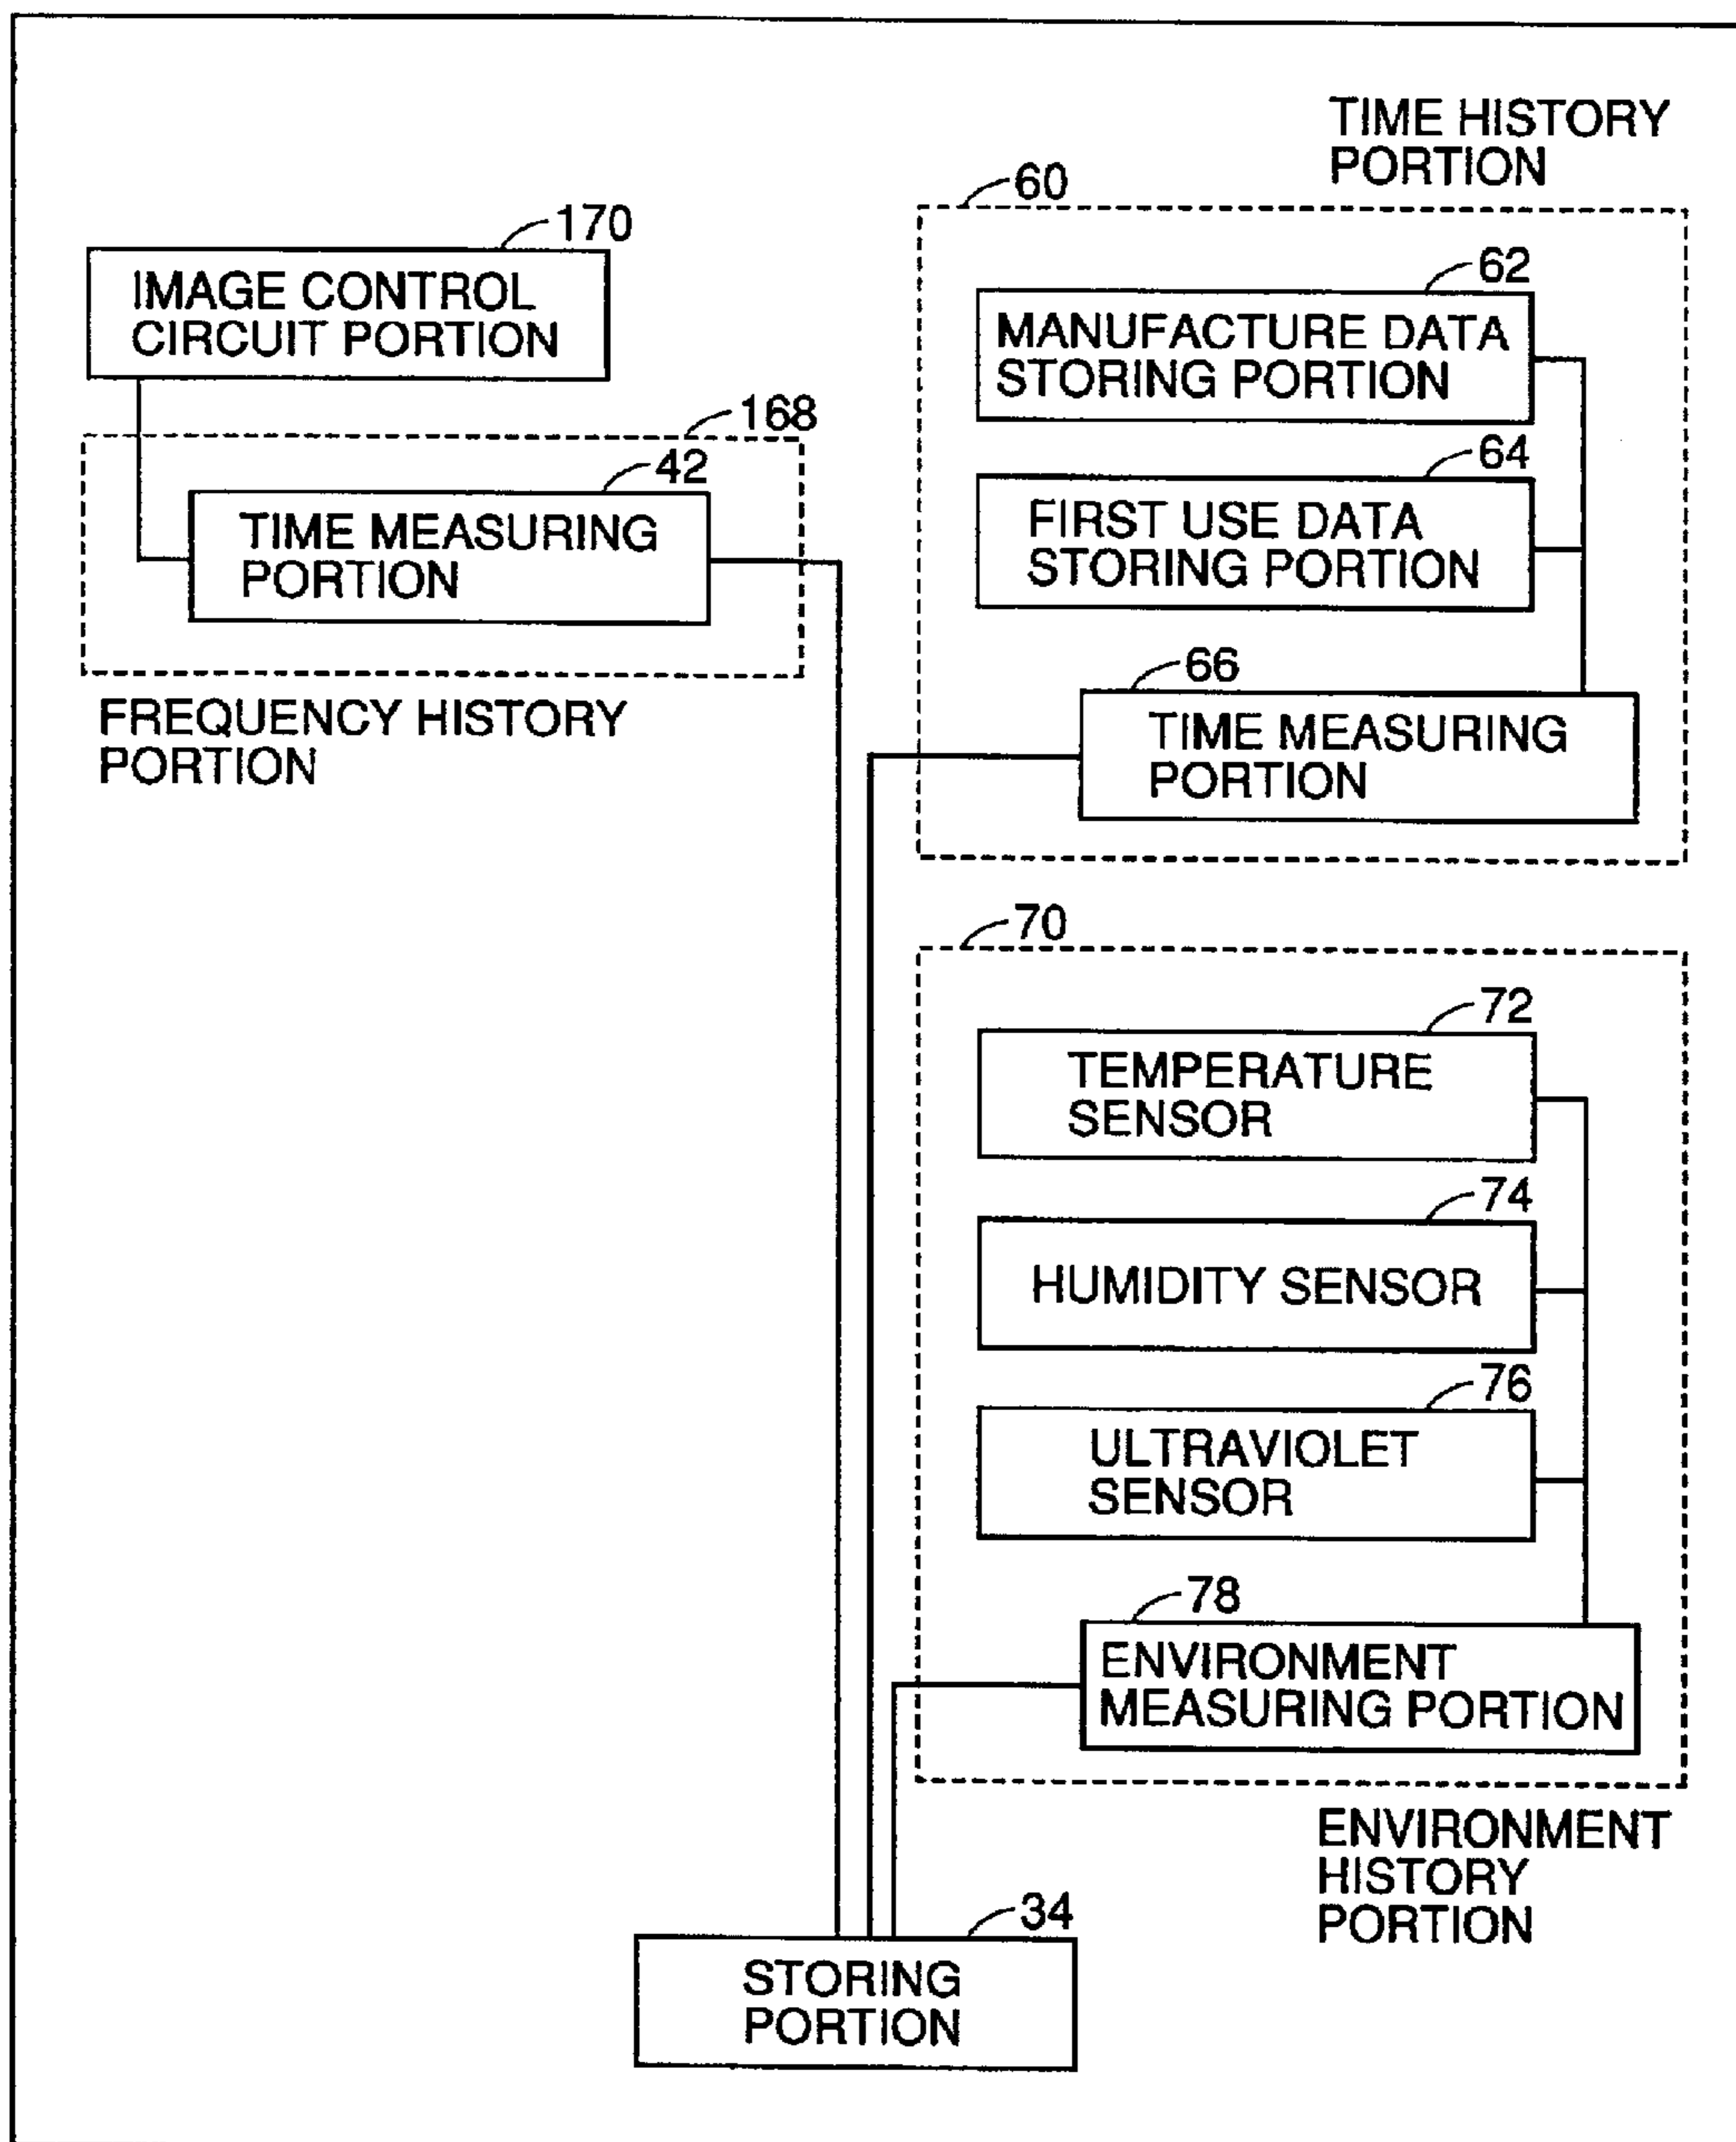 170
IMAGE CONTROL
CIRCUIT PORTION
168
42
TIME MEASURING
PORTION
FREQUENCY HISTORY
PORTION
TIME HISTORY
PORTION
60
62
MANUFACTURE DATA
STORING PORTION
64
FIRST USE DATA
STORING PORTION
66
TIME MEASURING
PORTION
70
72
TEMPERATURE
SENSOR
74
HUMIDITY SENSOR
76
ULTRAVIOLET
SENSOR
78
ENVIRONMENT
MEASURING PORTION
ENVIRONMENT
HISTORY
PORTION
34
STORING
PORTION